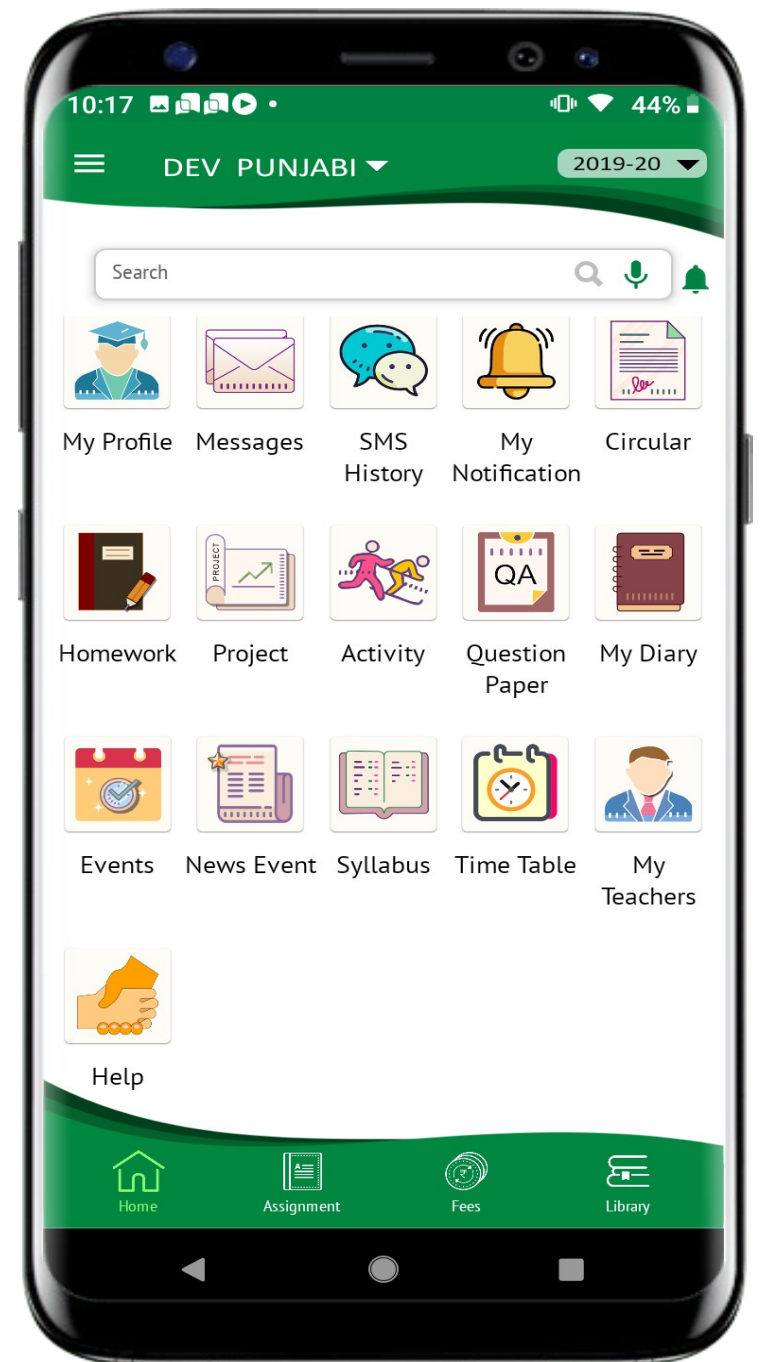 10:17 44%
DEV PUNJABI 2019-20
Search
My Profile Messages SMS History My Notification Circular
PROJECT
QA
Homework Project Activity Question Paper My Diary
Events News Event Syllabus Time Table My Teachers
Help
Home Assignment Fees Library